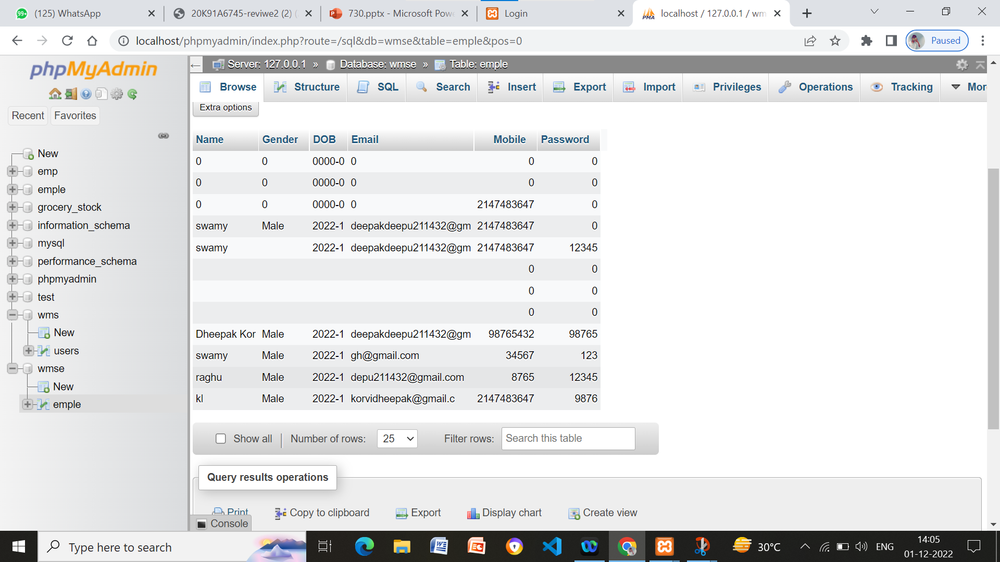 (125) WhatsApp
20K91A6745-reviwe2 (2) (
730.pptx - Microsoft Powe
Login
localhost / 127.0.0.1 / wm
localhost/phpmyadmin/index.php?route=/sql&db=wmse&table=emple&pos=0
Paused
phpMyAdmin
Recent Favorites
New
emp
emple
grocery_stock
information_schema
mysql
performance_schema
phpmyadmin
test
wms
New
users
wmse
New
emple
Server: 127.0.0.1 » Database: wmse » Table: emple
Browse Structure SQL Search Insert Export Import Privileges Operations Tracking Mor
Extra options
Name Gender DOB Email Mobile Password
0 0 0000-0 0 0 0
0 0 0000-0 0 0 0
0 0 0000-0 0 2147483647 0
swamy Male 2022-1 deepakdeepu211432@gm 2147483647 0
swamy 2022-1 deepakdeepu211432@gm 2147483647 12345
0 0
0 0
0 0
Dheepak Kor Male 2022-1 deepakdeepu211432@gm 98765432 98765
swamy Male 2022-1 gh@gmail.com 34567 123
raghu Male 2022-1 depu211432@gmail.com 8765 12345
kl Male 2022-1 korvidheepak@gmail.c 2147483647 9876
Show all Number of rows: 25 Filter rows: Search this table
Query results operations
Print Copy to clipboard Export Display chart Create view
Console
Type here to search
30°C
ENG
14:05
01-12-2022